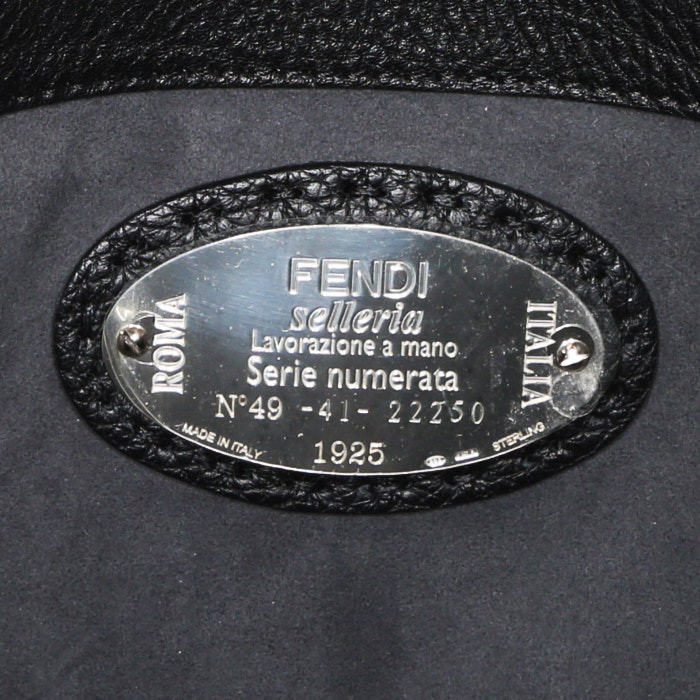 FENDI
selleria
Lavorazione a mano
Serie numerata
N°49 -41- 22250
1925
ROMA
ITALIA
MADE IN ITALY
STERLING